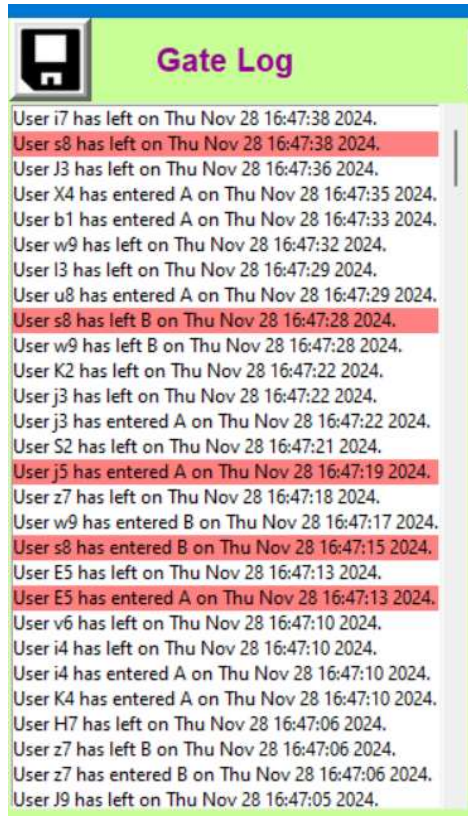 Gate Log
User i7 has left on Thu Nov 28 16:47:38 2024.
User s8 has left on Thu Nov 28 16:47:38 2024.
User J3 has left on Thu Nov 28 16:47:36 2024.
User X4 has entered A on Thu Nov 28 16:47:35 2024.
User b1 has entered A on Thu Nov 28 16:47:33 2024.
User w9 has left on Thu Nov 28 16:47:32 2024.
User l3 has left on Thu Nov 28 16:47:29 2024.
User u8 has entered A on Thu Nov 28 16:47:29 2024.
User s8 has left B on Thu Nov 28 16:47:28 2024.
User w9 has left B on Thu Nov 28 16:47:28 2024.
User K2 has left on Thu Nov 28 16:47:22 2024.
User j3 has left on Thu Nov 28 16:47:22 2024.
User j3 has entered A on Thu Nov 28 16:47:22 2024.
User S2 has left on Thu Nov 28 16:47:21 2024.
User j5 has entered A on Thu Nov 28 16:47:19 2024.
User z7 has left on Thu Nov 28 16:47:18 2024.
User w9 has entered B on Thu Nov 28 16:47:17 2024.
User s8 has entered B on Thu Nov 28 16:47:15 2024.
User E5 has left on Thu Nov 28 16:47:13 2024.
User E5 has entered A on Thu Nov 28 16:47:13 2024.
User v6 has left on Thu Nov 28 16:47:10 2024.
User i4 has left on Thu Nov 28 16:47:10 2024.
User i4 has entered A on Thu Nov 28 16:47:10 2024.
User K4 has entered A on Thu Nov 28 16:47:10 2024.
User H7 has left on Thu Nov 28 16:47:06 2024.
User z7 has left B on Thu Nov 28 16:47:06 2024.
User z7 has entered B on Thu Nov 28 16:47:06 2024.
User J9 has left on Thu Nov 28 16:47:05 2024.